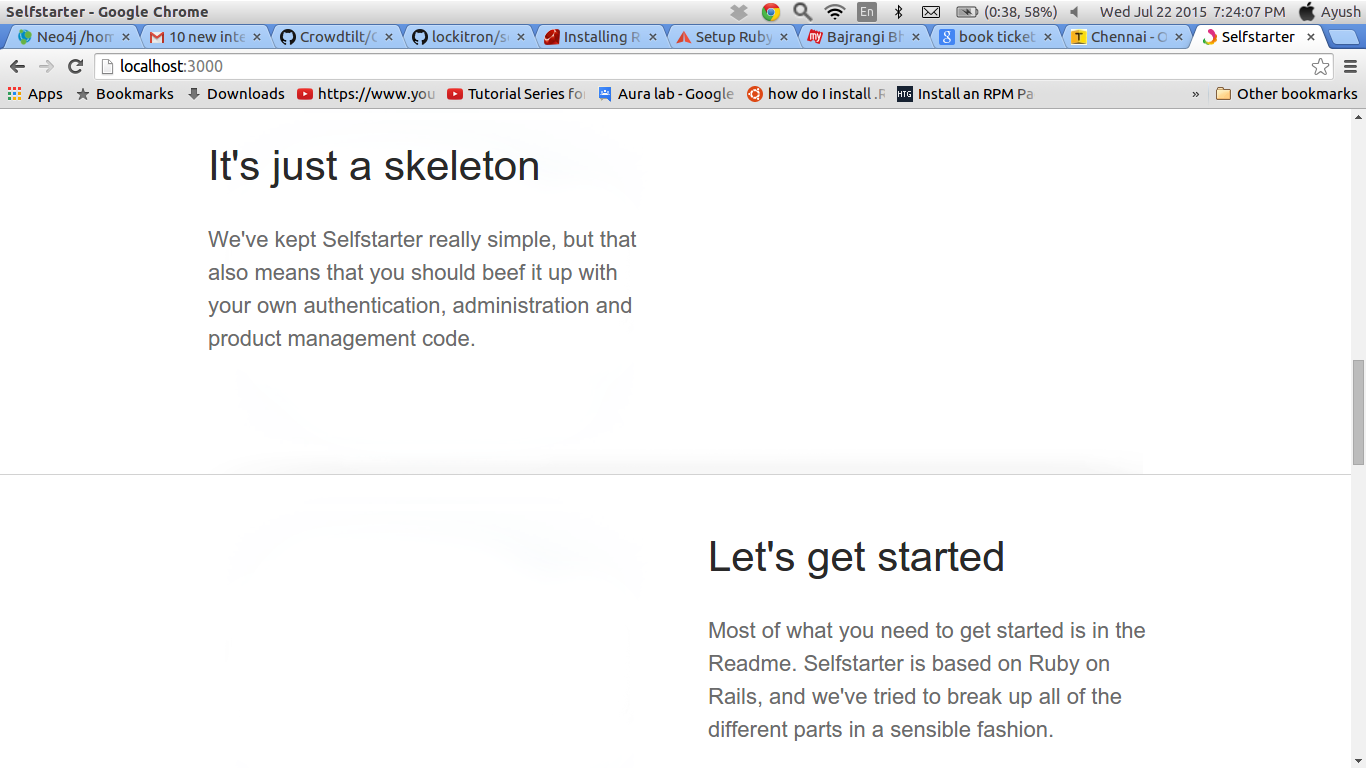 Selfstarter - Google Chrome
En
(0:38, 58%)
Wed Jul 22 2015 7:24:07 PM
Ayush
Neo4j /hom
10 new inte
Crowdtilt/C
lockitron/se
Installing R
Setup Ruby
my Bajrangi Bh
8 book ticket
T Chennai - O
Selfstarter
localhost:3000
Apps
Bookmarks
Downloads
https://www.you
Tutorial Series fo
Aura lab - Google
how do I install .R
HTG Install an RPM Pa
»
Other bookmarks
It's just a skeleton
We've kept Selfstarter really simple, but that
also means that you should beef it up with
your own authentication, administration and
product management code.
Let's get started
Most of what you need to get started is in the
Readme. Selfstarter is based on Ruby on
Rails, and we've tried to break up all of the
different parts in a sensible fashion.